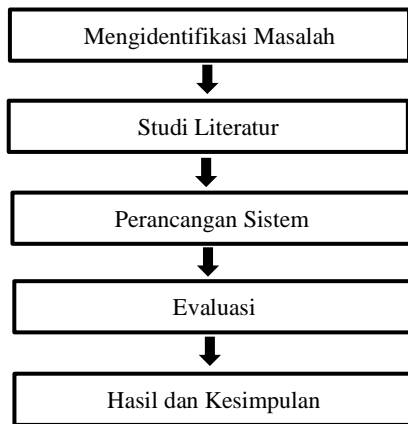 Mengidentifikasi Masalah
Studi Literatur
Perancangan Sistem
Evaluasi
Hasil dan Kesimpulan